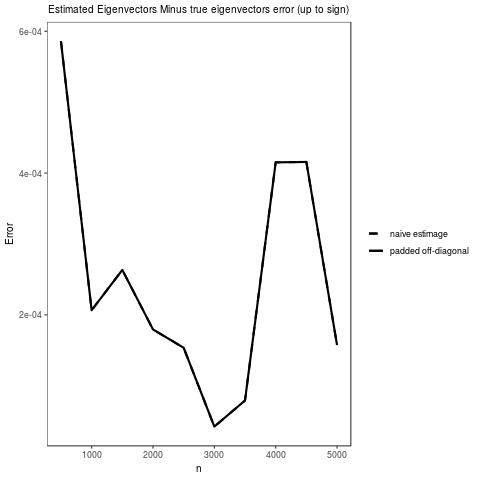 Estimated Eigenvectors Minus true eigenvectors error (up to sign)
6e-04
4e-04
2e-04
Error
1000 2000 3000 4000 5000
n
naive estimage
padded off-diagonal